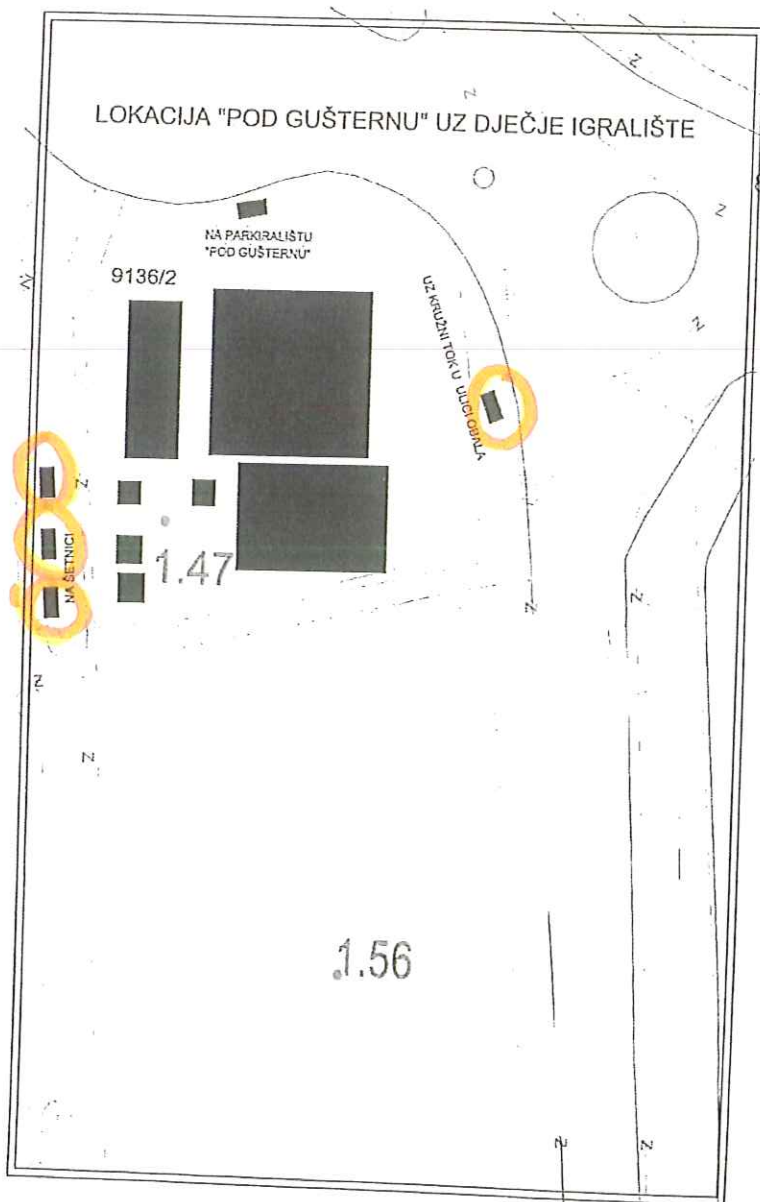 LOKACIJA "POD GUŠTERNU" UZ DJEČJE IGRALIŠTE
NA PARKIRALIŠTU
"POD GUŠTERNU"
9136/2
UZ KRUŽNI TOK U ULICI OBALA
NA ŠETNICI
1.47
1.56